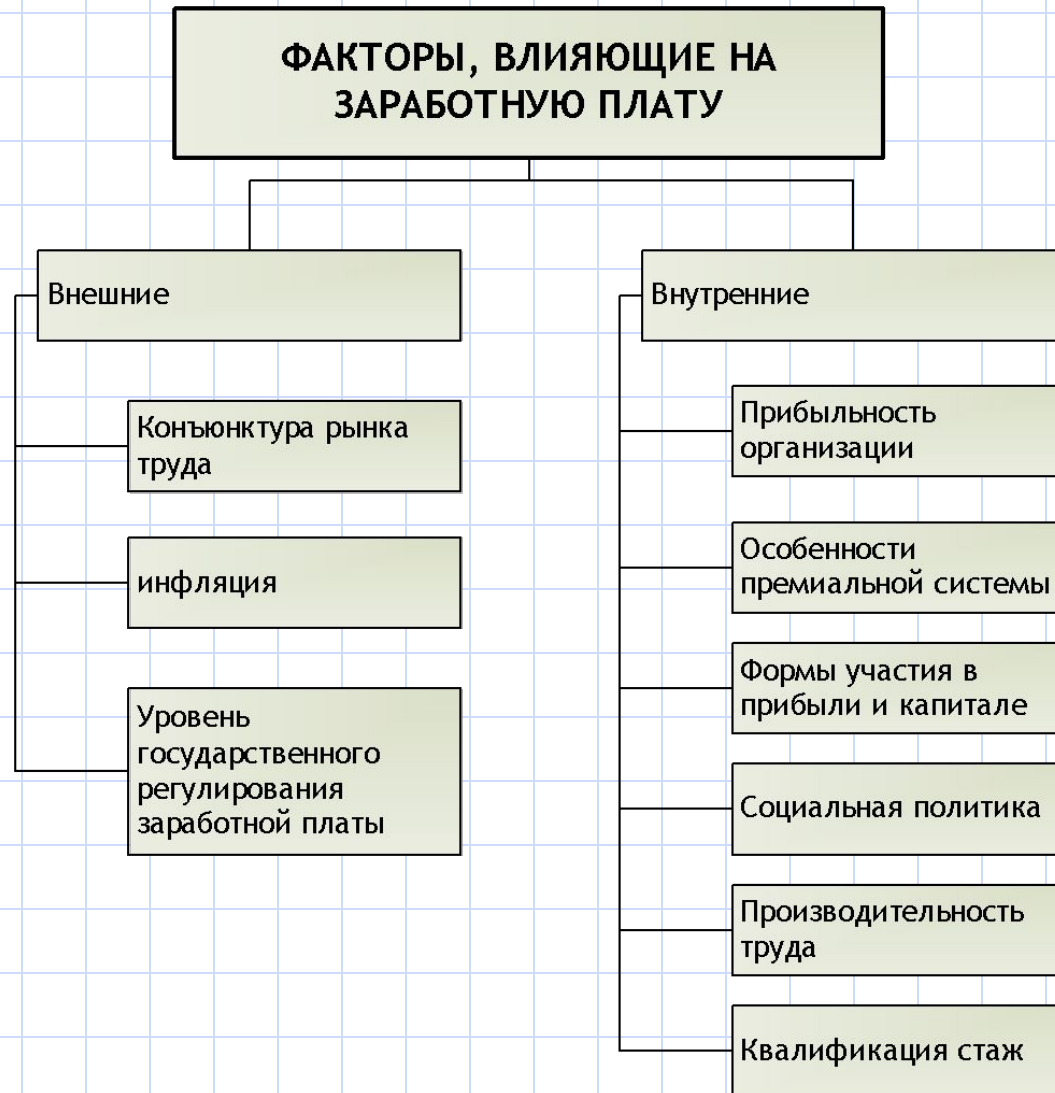 ФАКТОРЫ, ВЛИЯЮЩИЕ НА
ЗАРАБОТНУЮ ПЛАТУ
Внешние
Конъюнктура рынка
труда
инфляция
Уровень
государственного
регулирования
заработной платы
Внутренние
Прибыльность
организации
Особенности
премиальной системы
Формы участия в
прибыли и капитале
Социальная политика
Производительность
труда
Квалификация стаж